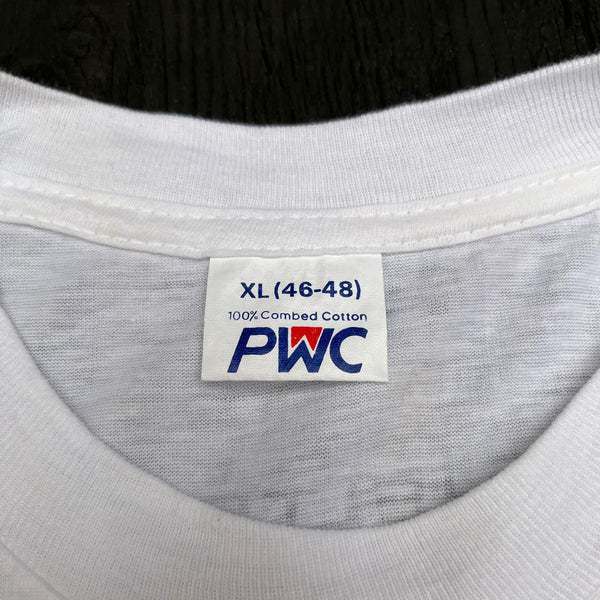 XL (46-48)
100% Combed Cotton
PWC